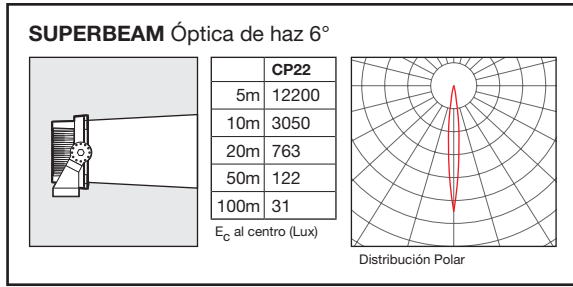 SUPERBEAM Óptica de haz 6°
CP22
5m 12200
10m 3050
20m 763
50m 122
100m 31
EC al centro (Lux)
Distribución Polar